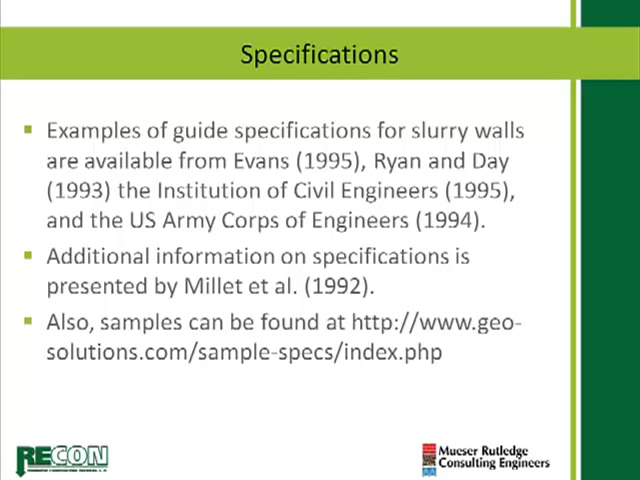 Specifications
Examples of guide specifications for slurry walls
are available from Evans (1995), Ryan and Day
(1993) the Institution of Civil Engineers (1995),
and the US Army Corps of Engineers (1994).
Additional information on specifications is
presented by Millet et al. (1992).
Also, samples can be found at http://www.geo-
solutions.com/sample-specs/index.php
RECON
Mueser Rutledge
Consulting Engineers